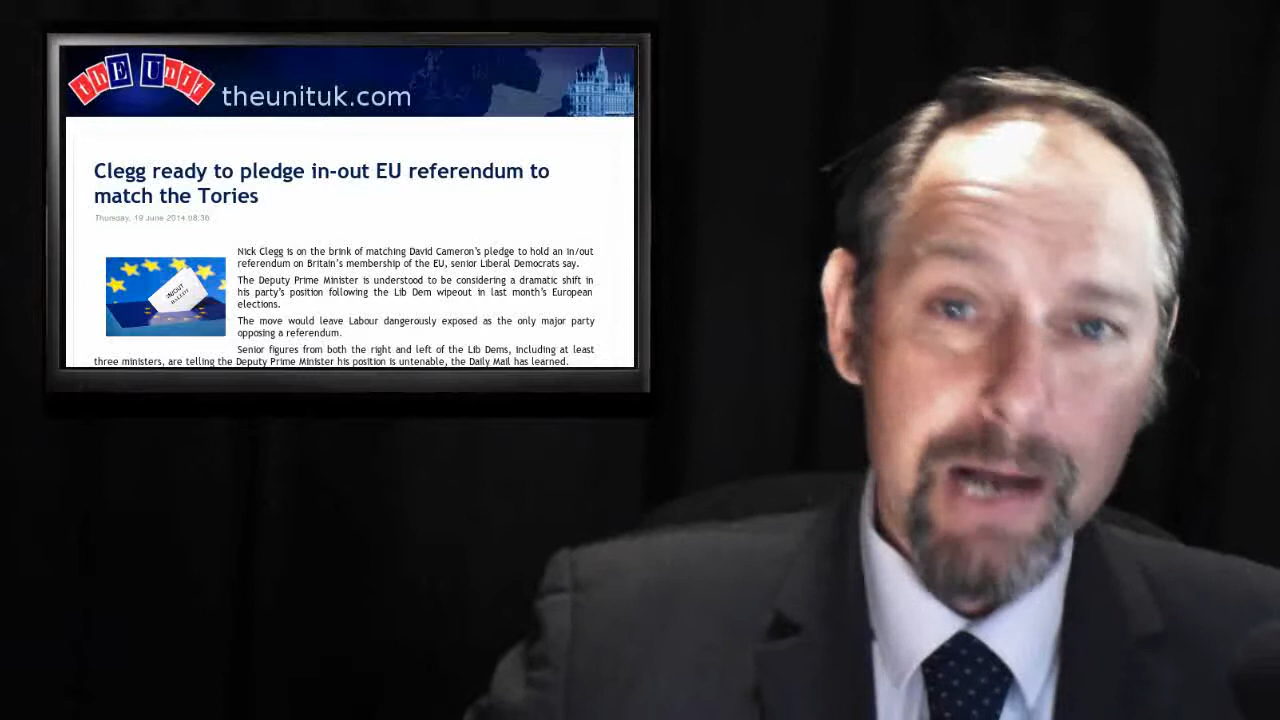 thE Unit
theunituk.com
Clegg ready to pledge in-out EU referendum to
match the Tories
Thursday, 19 June 2014 08:36
Nick Clegg is on the brink of matching David Cameron's pledge to hold an in/out
referendum on Britain's membership of the EU, senior Liberal Democrats say.
The Deputy Prime Minister is understood to be considering a dramatic shift in
his party's position following the Lib Dem wipeout in last month's European
elections.
IN/OUT
BALLOT
The move would leave Labour dangerously exposed as the only major party
opposing a referendum.
Senior figures from both the right and left of the Lib Dems, including at least
three ministers, are telling the Deputy Prime Minister his position is untenable, the Daily Mail has learned.